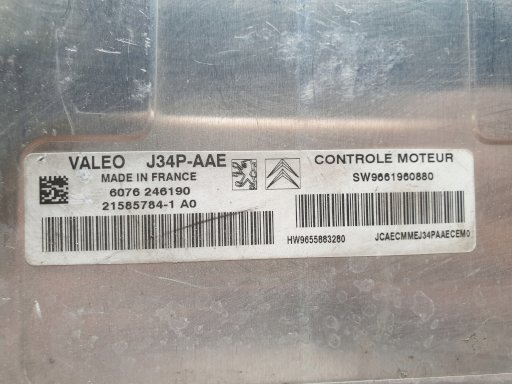 VALEO J34P-AAE
MADE IN FRANCE
6076 246190
21585784-1 A0
CONTROLE MOTEUR
SW9661960880
HW9655883280
JCAECMMEJ34PAAECEM0